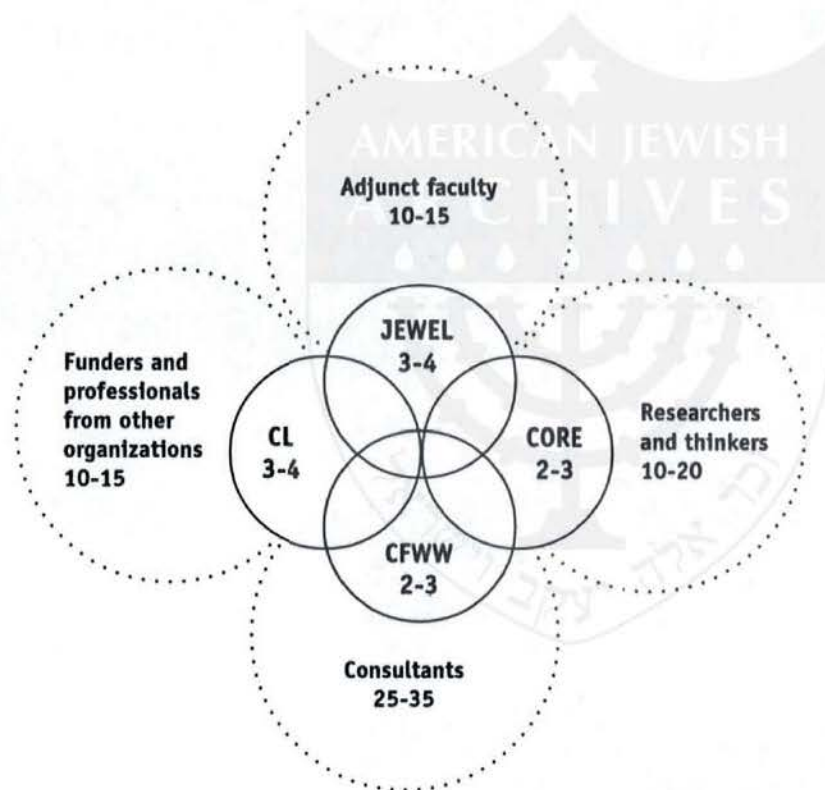 AMERICAN JEWISH
ARCHIVES
Adjunct faculty
10-15
JEWEL
3-4
Funders and
professionals
from other
organizations
10-15
CL
3-4
CORE
2-3
Researchers
and thinkers
10-20
CFWW
2-3
Consultants
25-35